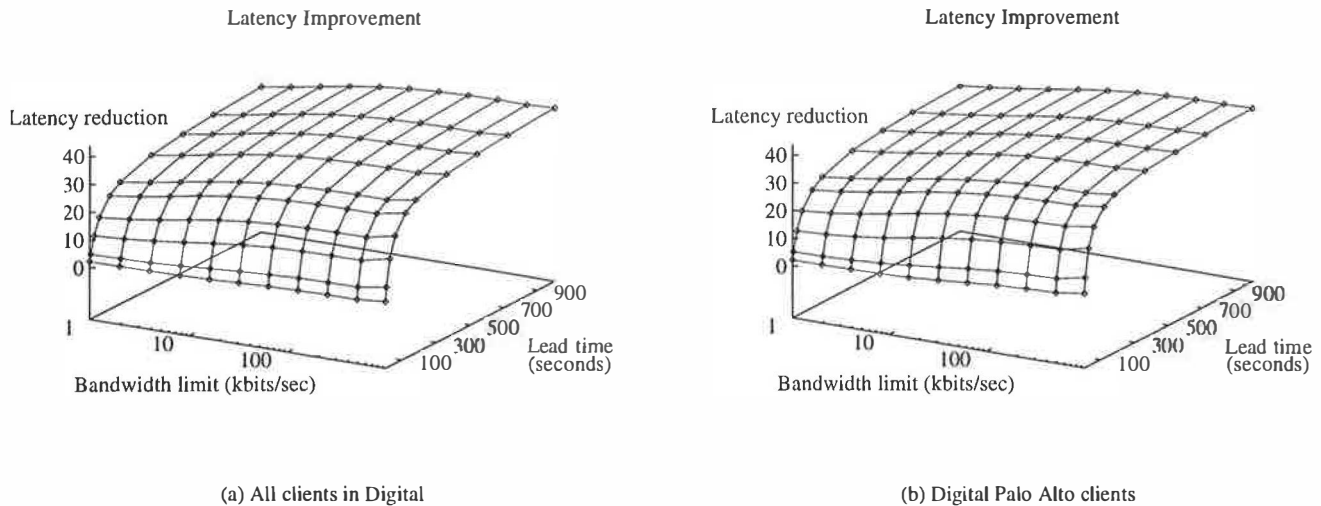 Latency Improvement
Latency reduction
40
30
20
10
0
1
10
100
Bandwidth limit (kbits/sec)
100
300
500
700
900
Lead time
(seconds)
(a) All clients in Digital
Latency Improvement
Latency reduction
40
30
20
10
0
1
10
100
Bandwidth limit (kbits/sec)
100
300
500
700
900
Lead time
(seconds)
(b) Digital Palo Alto clients